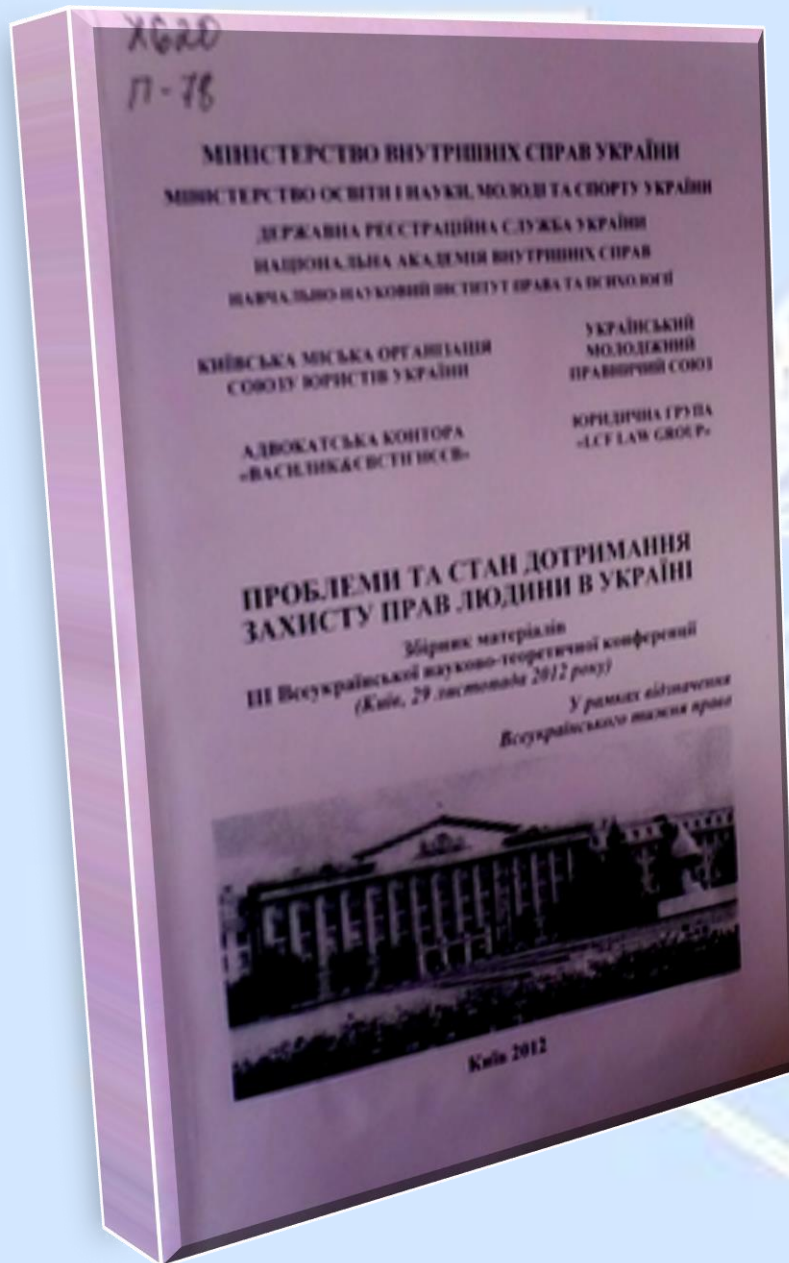 Х620
П-78
МІНІСТЕРСТВО ВНУТРІШНІХ СПРАВ УКРАЇНИ
МІНІСТЕРСТВО ОСВІТИ І НАУКИ, МОЛОДІ ТА СПОРТУ УКРАЇНИ
ДЕРЖАВНА РЕЄСТРАЦІЙНА СЛУЖБА УКРАЇНИ
НАЦІОНАЛЬНА АКАДЕМІЯ ВНУТРІШНІХ СПРАВ
НАВЧАЛЬНО-НАУКОВИЙ ІНСТИТУТ ПРАВА ТА ПСИХОЛОГІЇ
КИЇВСЬКА МІСЬКА ОРГАНІЗАЦІЯ
СОЮЗУ ЮРИСТІВ УКРАЇНИ
УКРАЇНСЬКИЙ
МОЛОДІЖНИЙ
ПРАВНИЧИЙ СОЮЗ
АДВОКАТСЬКА КОНТОРА
«ВАСИЛИК&ЄВСТІГНЄЄВ»
ЮРИДИЧНА ГРУПА
«LCF LAW GROUP»
ПРОБЛЕМИ ТА СТАН ДОТРИМАННЯ
ЗАХИСТУ ПРАВ ЛЮДИНИ В УКРАЇНІ
Збірник матеріалів
ІІІ Всеукраїнської науково-теоретичної конференції
(Київ, 29 листопада 2012 року)
У рамках відзначення
Всеукраїнського тижня права
Київ 2012